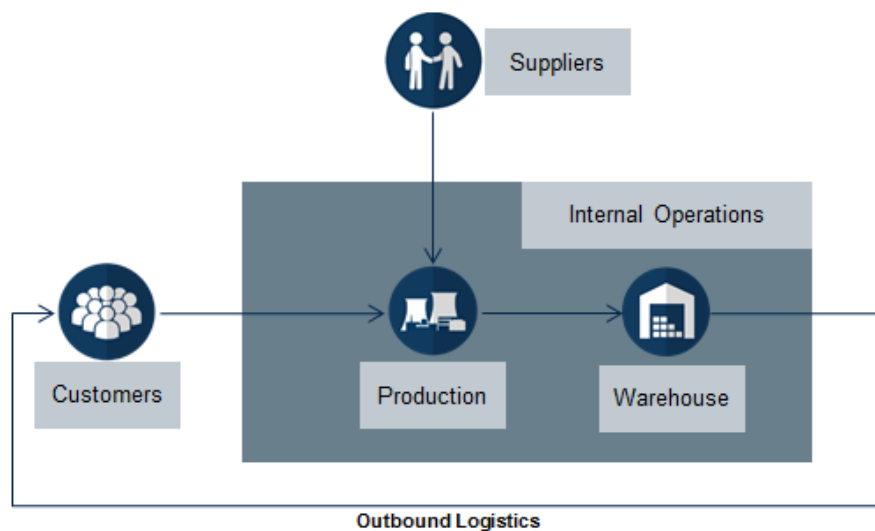 Suppliers
Internal Operations
Customers
Production
Warehouse
Outbound Logistics